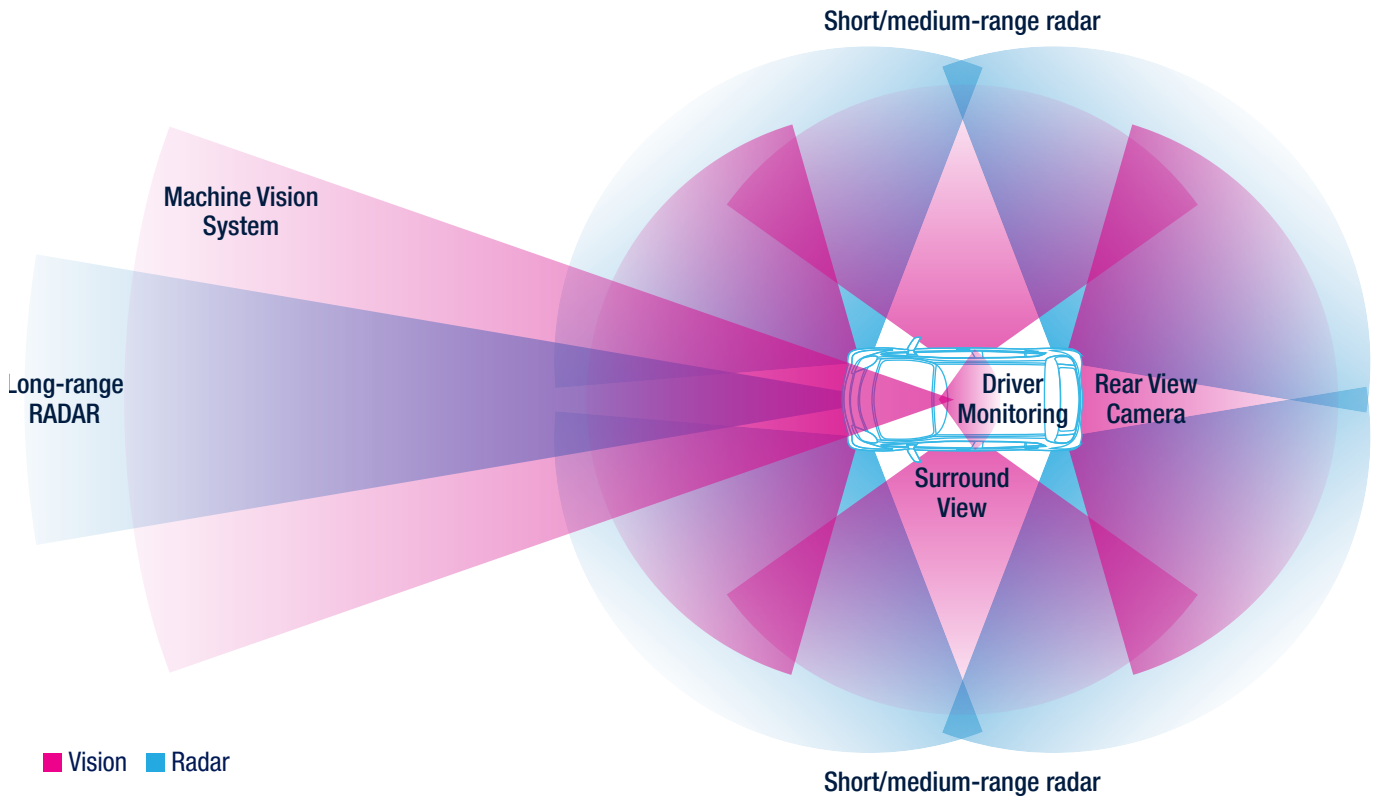 Short/medium-range radar
Machine Vision
System
Long-range
RADAR
Driver
Monitoring
Rear View
Camera
Surround
View
Vision
Radar
Short/medium-range radar